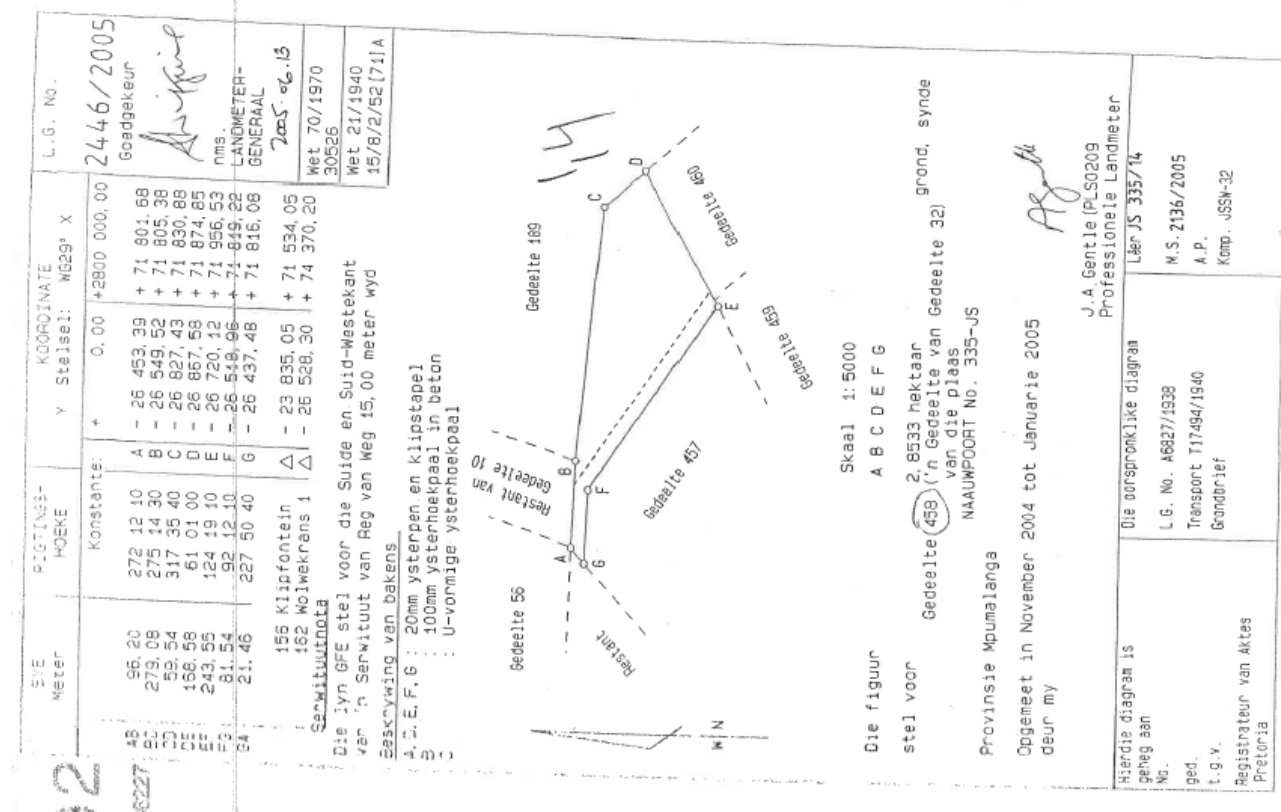 SYE
Meter
RIGTINGS-
HOEKE
KOORDINATE
Y Stelsel: WG29° X
L.G. No.
Konstante: + 0,00 +2800 000,00
AB 96,20 272 12 10 A - 26 453,39 + 71 801,68
BC 279,08 275 14 30 B - 26 549,52 + 71 805,38
CD 59,54 317 35 40 C - 26 827,43 + 71 830,88
DE 168,58 61 01 00 D - 26 867,58 + 71 874,85
EF 243,55 124 19 10 E - 26 720,12 + 71 956,53
FG 81,54 92 12 10 F - 26 518,96 + 71 819,22
GA 21,46 227 50 40 G - 26 437,48 + 71 816,08
156 Klipfontein △ - 23 835,05 + 71 534,05
162 Wolwekrans 1 △ - 26 528,30 + 74 370,20
2446/2005
Goedgekeur
nms.
LANDMETER-
GENERAAL
2005.06.13
Wet 70/1970
30526
Wet 21/1940
15/8/2/52[71]A
Serwituutnota
Die lyn GFE stel voor die Suide en Suid-Westekant
van 'n Serwituut van Reg van Weg 15,00 meter wyd
Beskrywing van bakens
A,D,E,F,G : 20mm ysterpen en klipstapel
B : 100mm ysterhoekpaal in beton
C : U-vormige ysterhoekpaal
Gedeelte 56
Restant van
Gedeelte 10
Gedeelte 189
114
A
B
C
D
E
F
G
Restant
Gedeelte 457
Gedeelte 459
Gedeelte 460
N
Skaal 1:5000
Die figuur A B C D E F G
stel voor 2,8533 hektaar grond, synde
Gedeelte 458 ('n Gedeelte van Gedeelte 32)
van die plaas
NAAUWPOORT No. 335-JS
Provinsie Mpumalanga
Opgemeet in November 2004 tot Januarie 2005
deur my
J.A.Gentle(PLS0209
Professionele Landmeter
Hierdie diagram is
geheg aan
No.
ged.
t.g.v.
Registrateur van Aktes
Pretoria
Die oorspronklike diagram
L.G. No. A6827/1938
Transport T17494/1940
Grondbrief
Lêer JS 335/14
M.S. 2136/2005
A.P.
Komp. JSSW-32